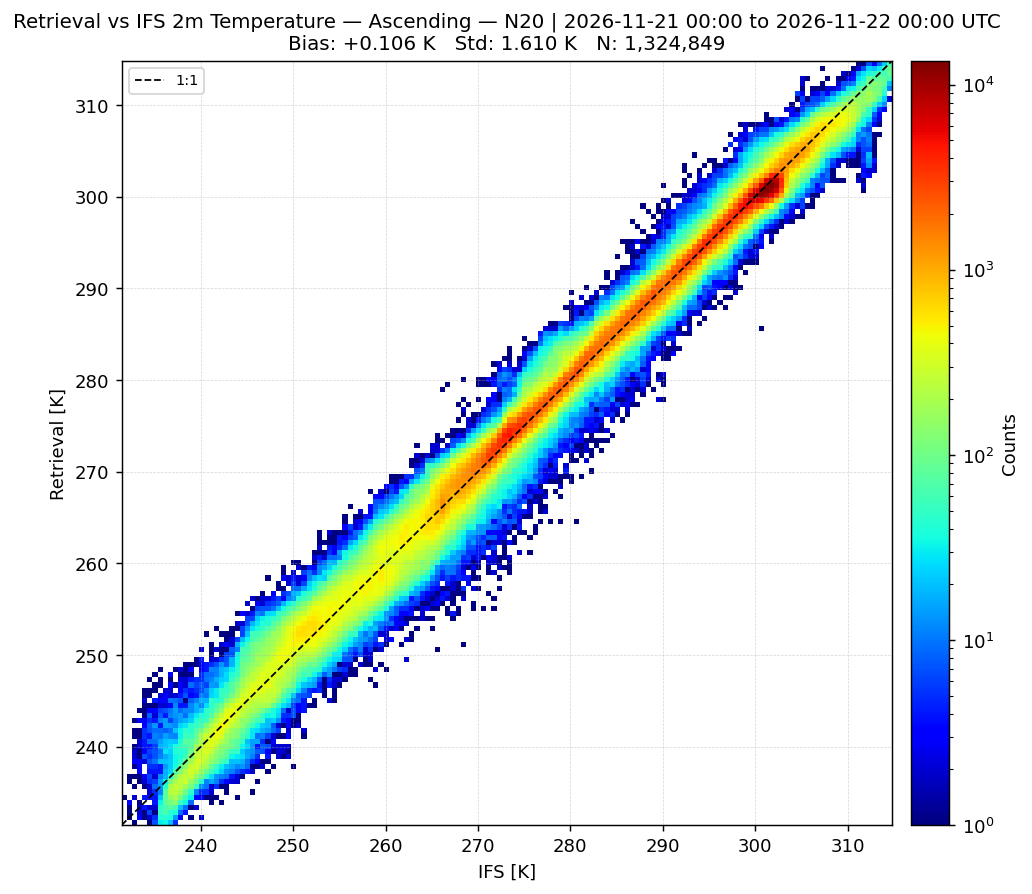 Retrieval vs IFS 2m Temperature — Ascending — N20 | 2026-11-21 00:00 to 2026-11-22 00:00 UTC
Bias: +0.106 K   Std: 1.610 K   N: 1,324,849
1:1
310
300
290
280
270
260
250
240
Retrieval [K]
240 250 260 270 280 290 300 310
IFS [K]
10⁴
10³
10²
10¹
10⁰
Counts